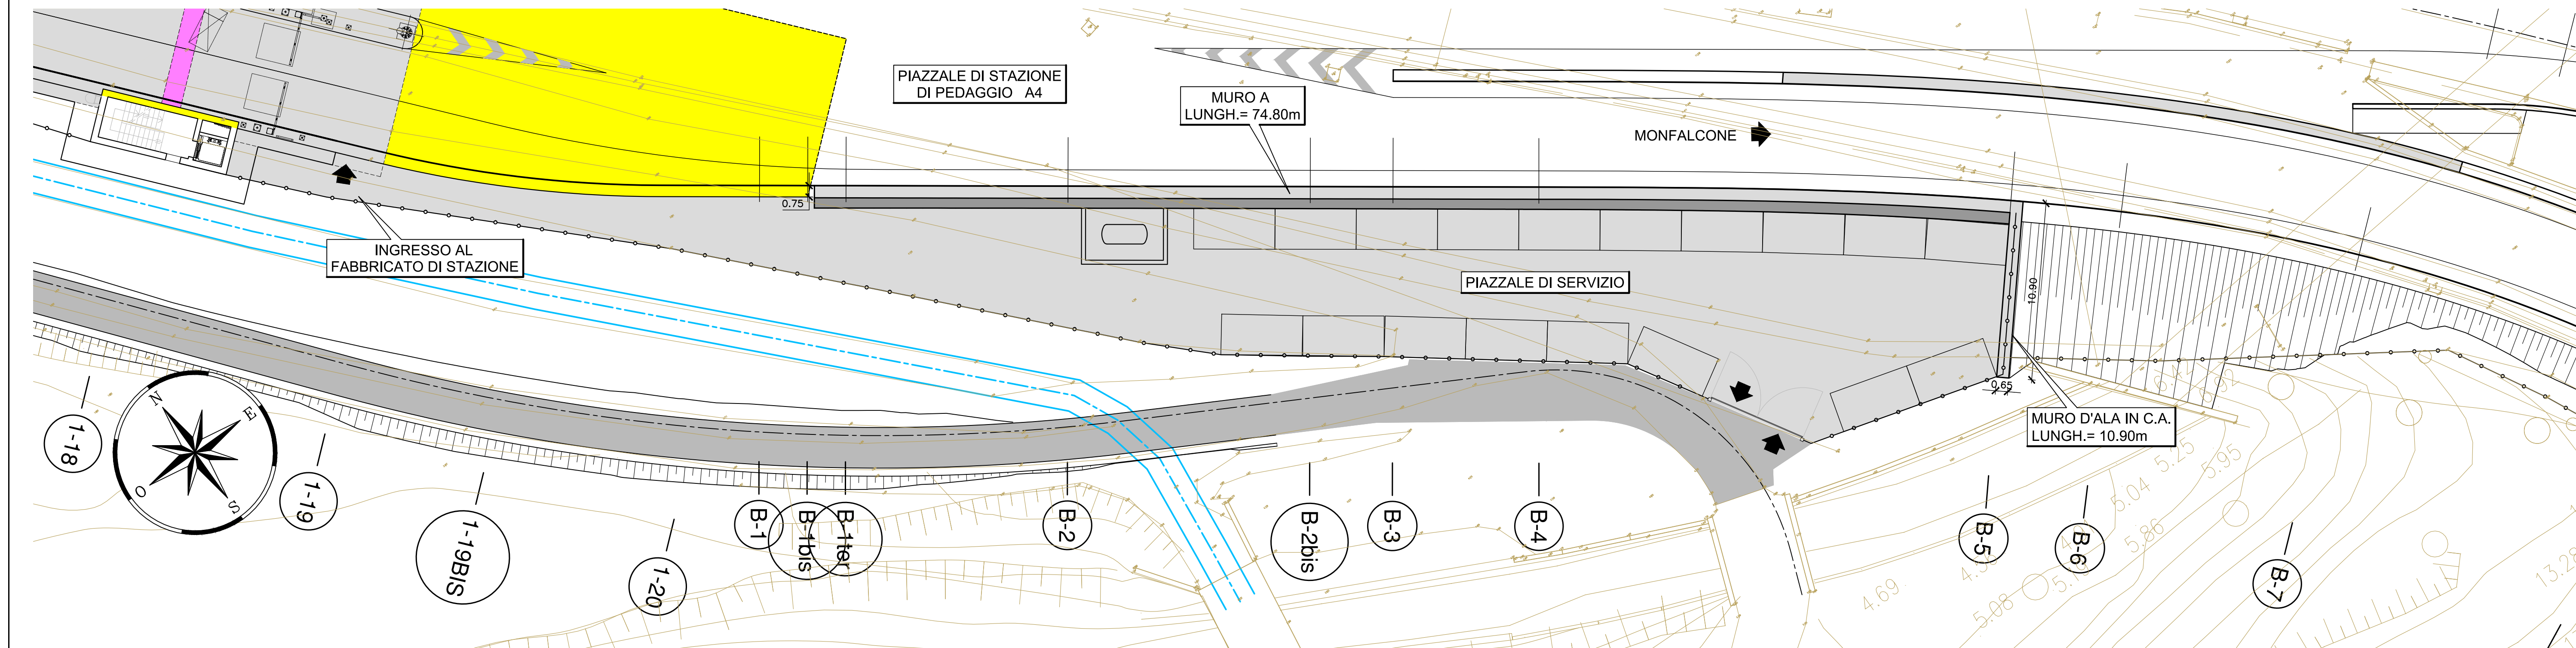 PIAZZALE DI STAZIONE
DI PEDAGGIO A4
MURO A
LUNGH.= 74.80m
MONFALCONE
0.75
INGRESSO AL
FABBRICATO DI STAZIONE
PIAZZALE DI SERVIZIO
10.90
0.65
MURO D'ALA IN C.A.
LUNGH.= 10.90m
N
E
O
S
1-18
1-19
1-19BIS
1-20
B-1
B-1bis
B-1ter
B-2
B-2bis
B-3
B-4
B-5
B-6
B-7
5.25
5.95
5.04
5.86
4.69
5.08